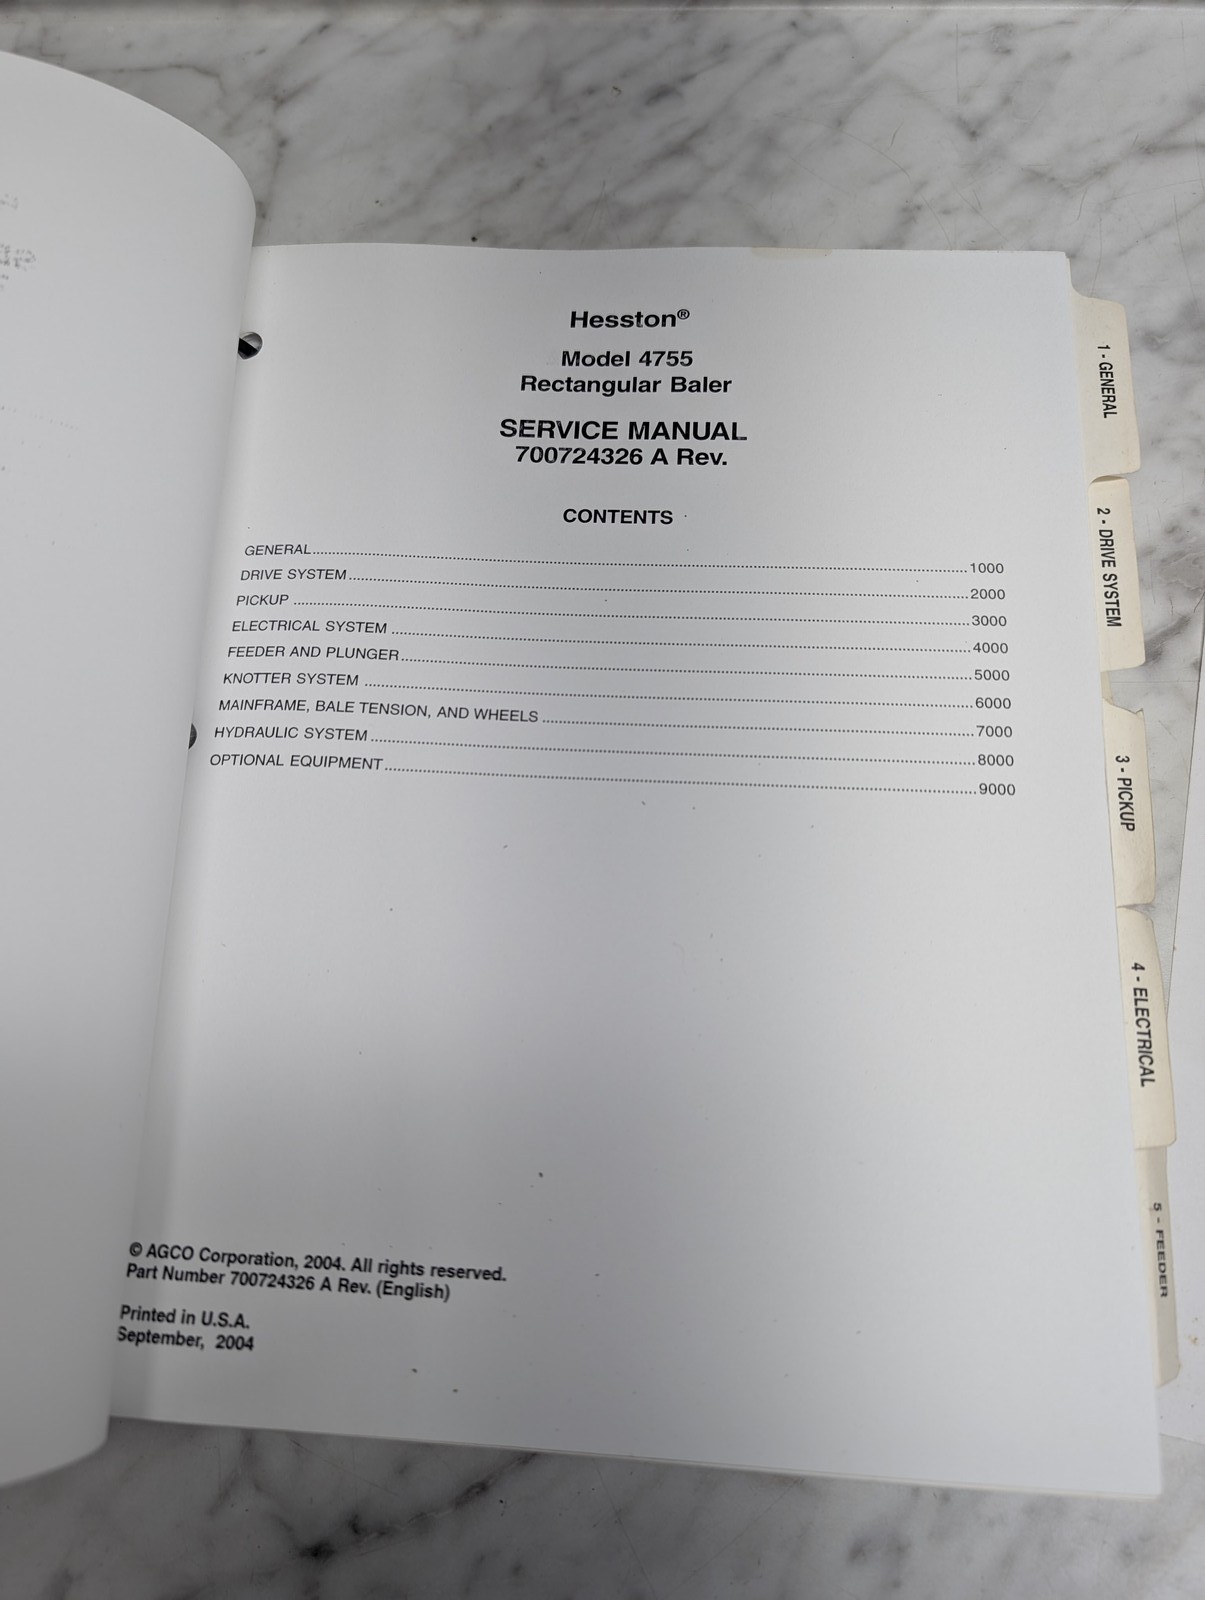 Hesston®
Model 4755
Rectangular Baler
SERVICE MANUAL
700724326 A Rev.
CONTENTS
GENERAL................1000
DRIVE SYSTEM................2000
PICKUP................3000
ELECTRICAL SYSTEM................4000
FEEDER AND PLUNGER................5000
KNOTTER SYSTEM................6000
MAINFRAME, BALE TENSION, AND WHEELS................7000
HYDRAULIC SYSTEM................8000
OPTIONAL EQUIPMENT................9000
© AGCO Corporation, 2004. All rights reserved.
Part Number 700724326 A Rev. (English)
Printed in U.S.A.
September, 2004
1 - GENERAL
2 - DRIVE SYSTEM
3 - PICKUP
4 - ELECTRICAL
5 - FEEDER